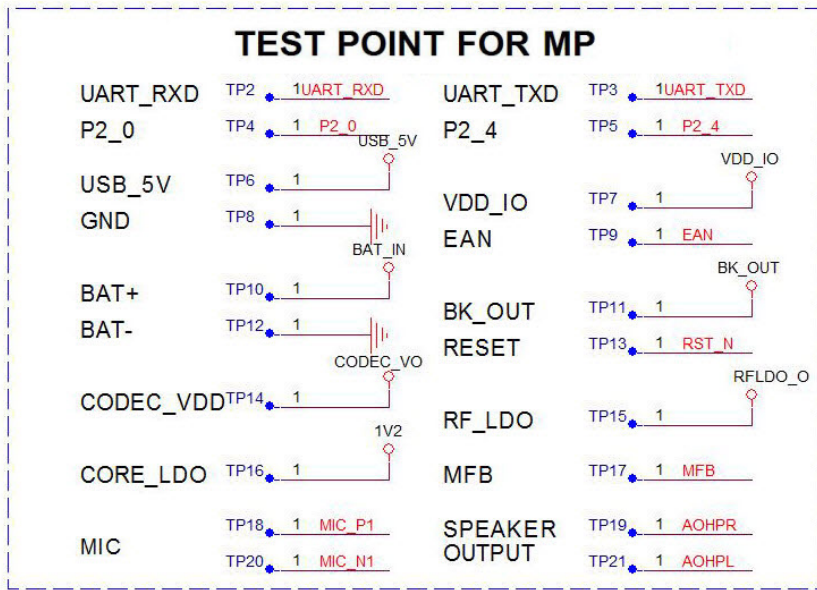 TEST POINT FOR MP
UART_RXD TP2 1 UART_RXD UART_TXD TP3 1 UART_TXD
P2_0 TP4 1 P2_0 P2_4 TP5 1 P2_4
USB_5V VDD_IO
USB_5V TP6 1 VDD_IO TP7 1
GND TP8 1 EAN TP9 1 EAN
BAT_IN BK_OUT
BAT+ TP10 1 BK_OUT TP11 1
BAT- TP12 1 RESET TP13 1 RST_N
CODEC_VO RFLDO_O
CODEC_VDD TP14 1 RF_LDO TP15 1
1V2
CORE_LDO TP16 1 MFB TP17 1 MFB
MIC TP18 1 MIC_P1 SPEAKER TP19 1 AOHPR
TP20 1 MIC_N1 OUTPUT TP21 1 AOHPL